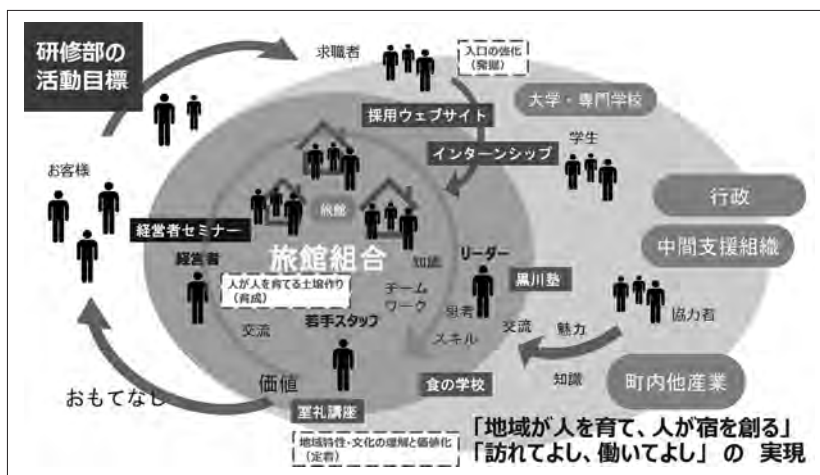 研修部の
活動目標
求職者
入口の強化
（発掘）
大学・専門学校
採用ウェブサイト
学生
インターンシップ
お客様
行政
旅館
経営者セミナー
中間支援組織
旅館組合
経営者
知識
リーダー
人が人を育てる土壌作り
（育成）
チーム
ワーク
黒川塾
若手スタッフ
思考
協力者
交流
スキル
交流
魅力
価値
食の学校
知識
町内他産業
おもてなし
室礼講座
地域特性・文化の理解と価値化
（定着）
「地域が人を育て、人が宿を創る」
「訪れてよし、働いてよし」の 実現